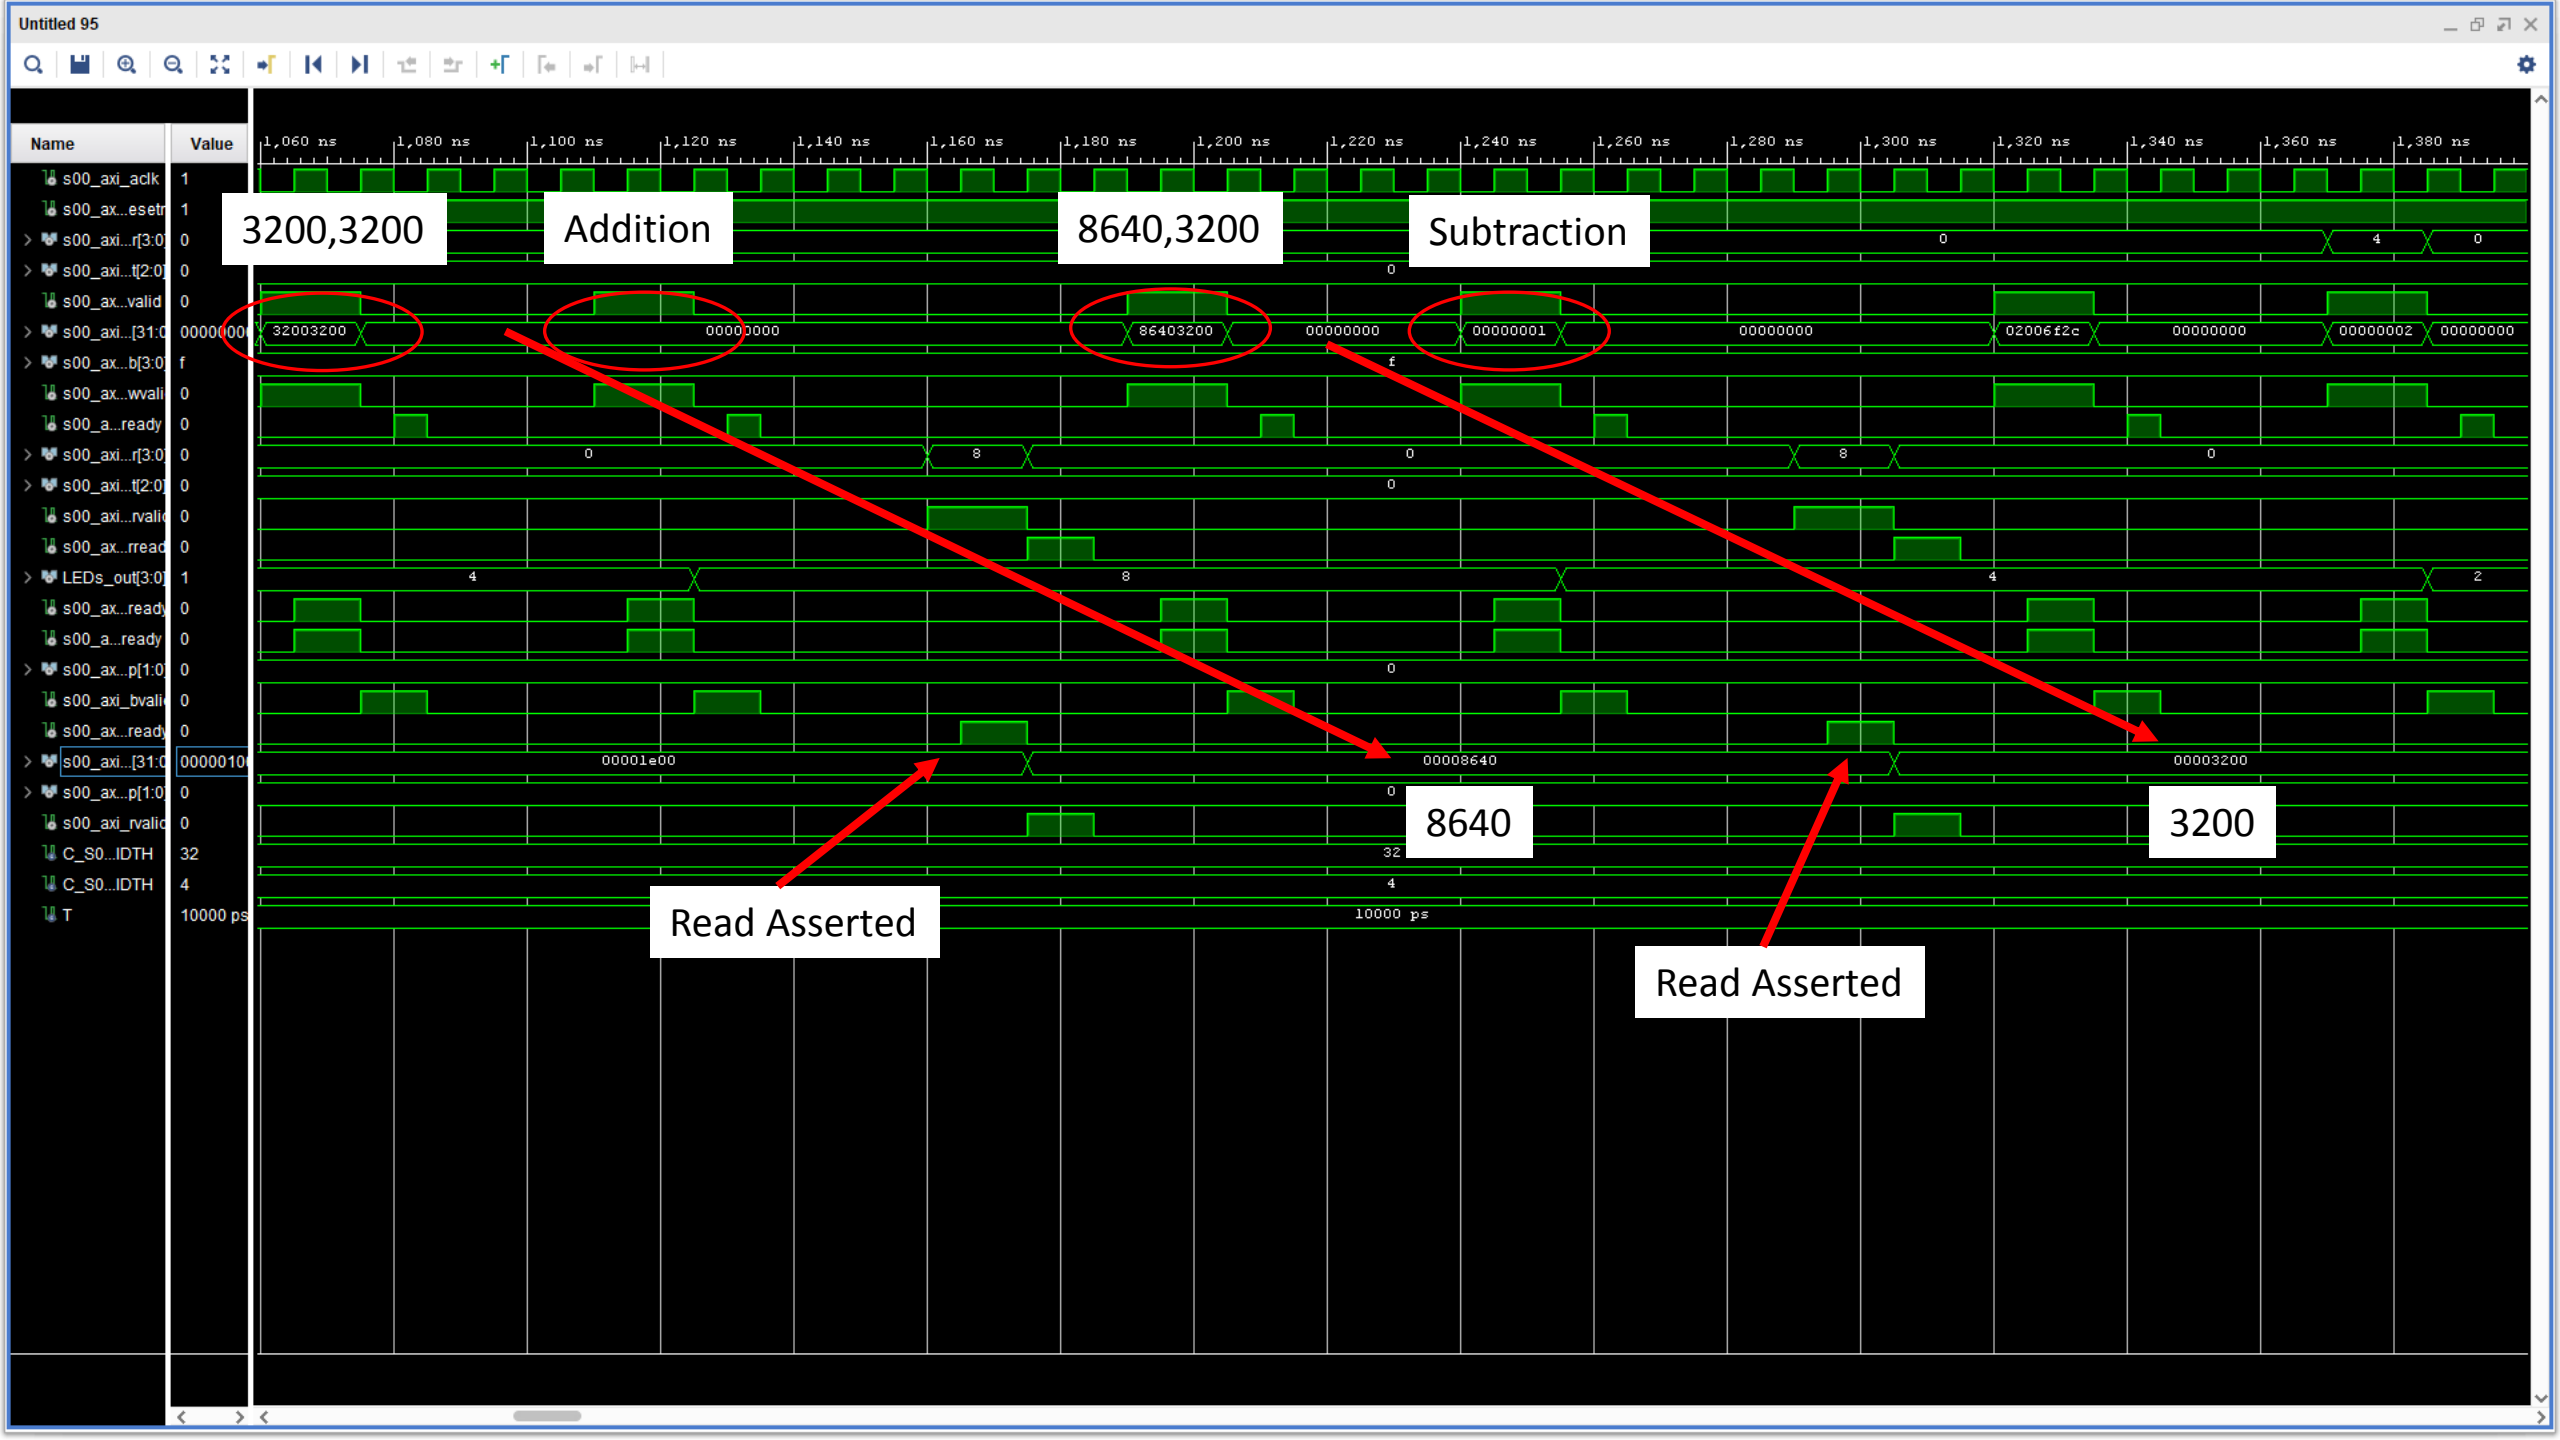 Untitled 95
Name Value 1,060 ns 1,080 ns 1,100 ns 1,120 ns 1,140 ns 1,160 ns 1,180 ns 1,200 ns 1,220 ns 1,240 ns 1,260 ns 1,280 ns 1,300 ns 1,320 ns 1,340 ns 1,360 ns 1,380 ns
s00_axi_aclk 1
s00_ax...esetr 1
3200,3200 Addition 8640,3200 Subtraction
s00_axi...r[3:0] 0 0 4 0
s00_axi...t[2:0] 0 0
s00_ax...valid 0
s00_axi...[31:0 0000000 32003200 00000000 86403200 00000000 00000001 00000000 02006f2c 00000000 00000002 00000000
s00_ax...b[3:0] f f
s00_ax...wvali 0
s00_a...ready 0
s00_axi...r[3:0] 0 0 8 0 8 0
s00_axi...t[2:0] 0 0
s00_axi...rvalid 0
s00_ax...rread 0
LEDs_out[3:0] 1 4 8 4 2
s00_ax...ready 0
s00_a...ready 0
s00_ax...p[1:0] 0 0
s00_axi_bvali 0
s00_ax...ready 0
s00_axi...[31:0 0000010 00001e00 00008640 00003200
s00_ax...p[1:0] 0 0
8640 3200
s00_axi_rvalid 0
C_S0...IDTH 32 32
C_S0...IDTH 4 4
T 10000 ps 10000 ps
Read Asserted
Read Asserted